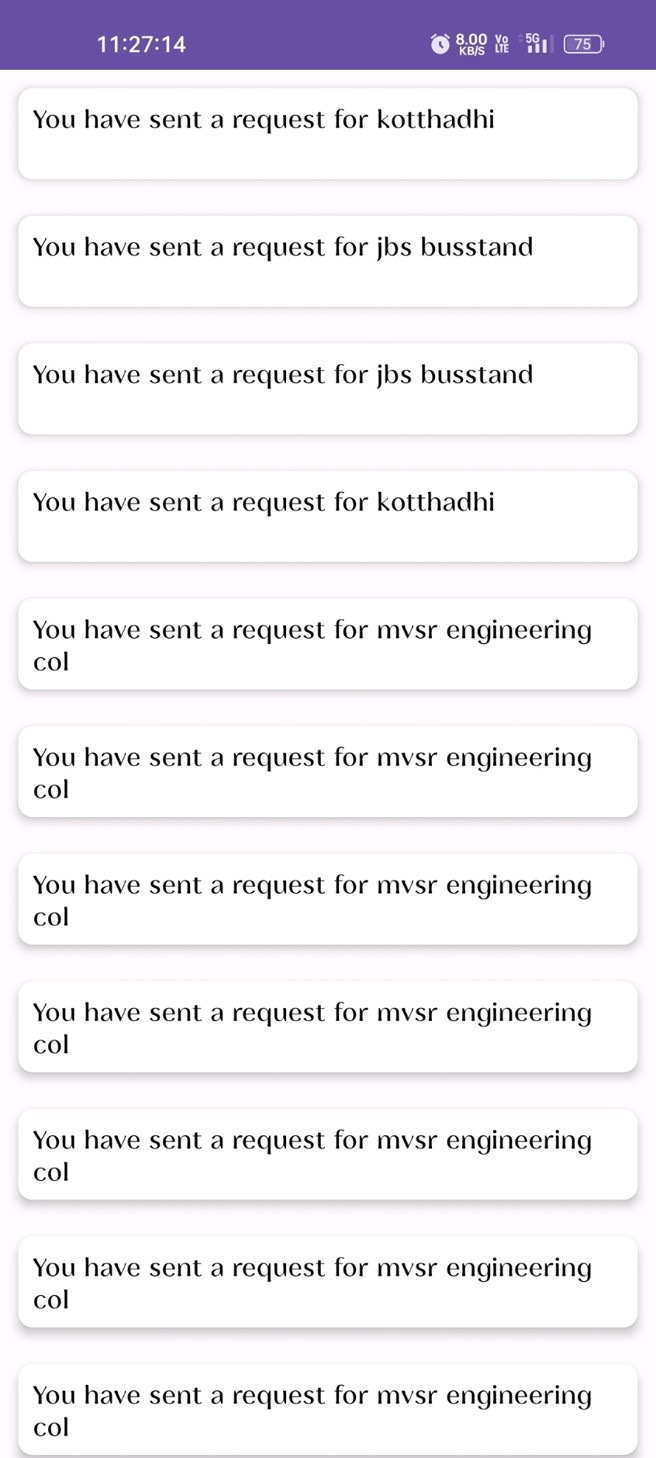 11:27:14
8.00
KB/S
Vo
LTE
5G
75
You have sent a request for kotthadhi
You have sent a request for jbs busstand
You have sent a request for jbs busstand
You have sent a request for kotthadhi
You have sent a request for mvsr engineering
col
You have sent a request for mvsr engineering
col
You have sent a request for mvsr engineering
col
You have sent a request for mvsr engineering
col
You have sent a request for mvsr engineering
col
You have sent a request for mvsr engineering
col
You have sent a request for mvsr engineering
col